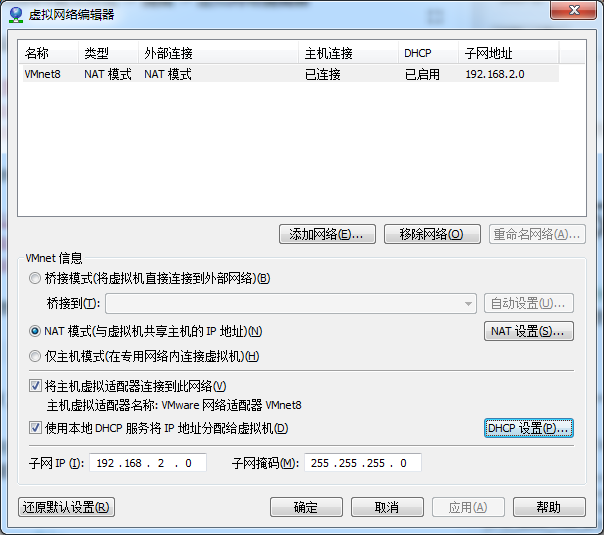 虚拟网络编辑器
名称 类型 外部连接 主机连接 DHCP 子网地址
VMnet8 NAT 模式 NAT 模式 已连接 已启用 192.168.2.0
添加网络(E)... 移除网络(O) 重命名网络(A)...
VMnet 信息
桥接模式(将虚拟机直接连接到外部网络)(B)
桥接到(T): 自动设置(U)...
NAT 模式(与虚拟机共享主机的 IP 地址)(N) NAT 设置(S)...
仅主机模式(在专用网络内连接虚拟机)(H)
将主机虚拟适配器连接到此网络(V)
主机虚拟适配器名称: VMware 网络适配器 VMnet8
使用本地 DHCP 服务将 IP 地址分配给虚拟机(D) DHCP 设置(P)...
子网 IP (I): 192 .168 . 2 . 0 子网掩码(M): 255 .255 .255 . 0
还原默认设置(R) 确定 取消 应用(A) 帮助